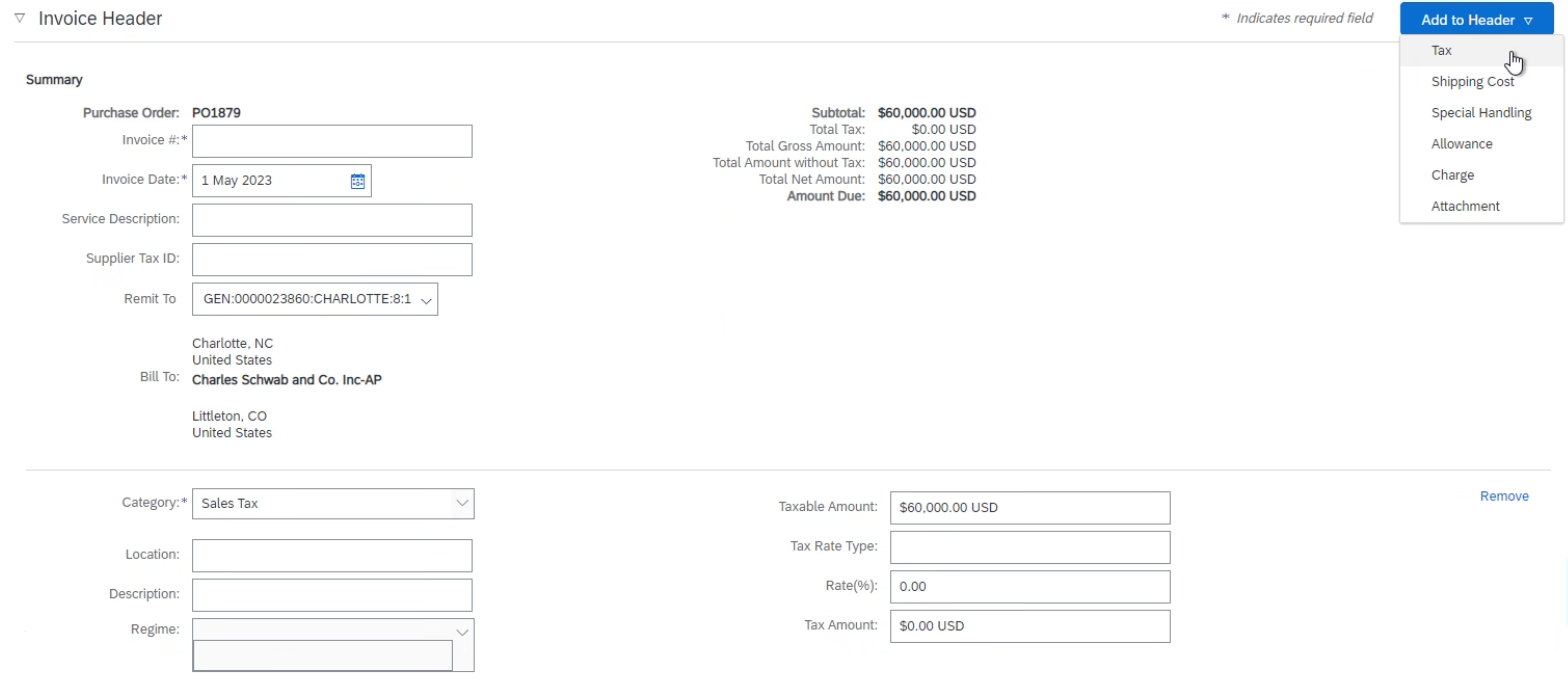 Invoice Header
* Indicates required field
Add to Header
Tax
Shipping Cost
Special Handling
Allowance
Charge
Attachment
Summary
Purchase Order: PO1879
Invoice #:*
Invoice Date:* 1 May 2023
Service Description:
Supplier Tax ID:
Remit To GEN:0000023860:CHARLOTTE:8:1
Charlotte, NC
United States
Bill To: Charles Schwab and Co. Inc-AP
Littleton, CO
United States
Subtotal: $60,000.00 USD
Total Tax: $0.00 USD
Total Gross Amount: $60,000.00 USD
Total Amount without Tax: $60,000.00 USD
Total Net Amount: $60,000.00 USD
Amount Due: $60,000.00 USD
Category:* Sales Tax
Location:
Description:
Regime:
Taxable Amount: $60,000.00 USD
Tax Rate Type:
Rate(%): 0.00
Tax Amount: $0.00 USD
Remove